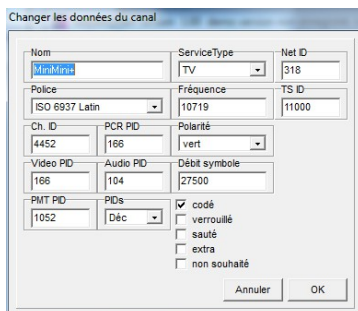 Changer les données du canal
Nom
MiniMini+
ServiceType
TV
Net ID
318
Police
ISO 6937 Latin
Fréquence
10719
TS ID
11000
Ch. ID
4452
PCR PID
166
Polarité
vert
Video PID
166
Audio PID
104
Débit symbole
27500
PMT PID
1052
PIDs
Déc
codé
verrouillé
sauté
extra
non souhaité
Annuler
OK